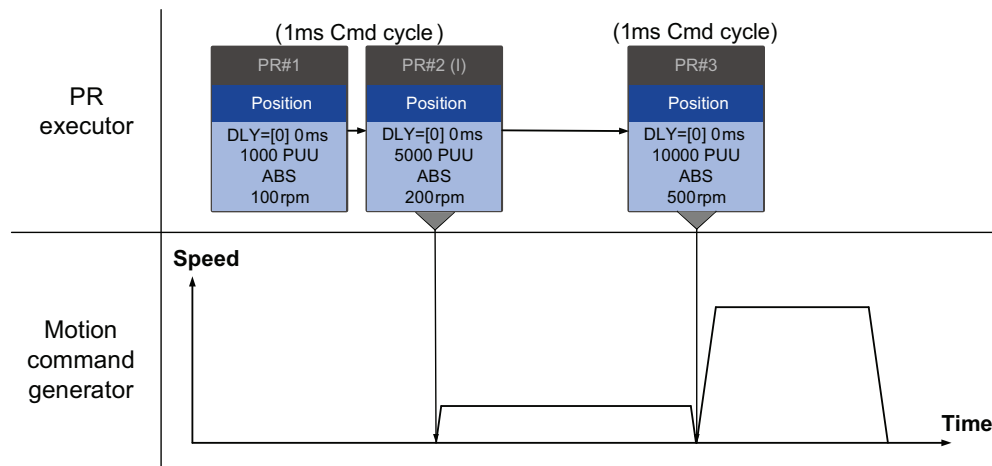 (1ms Cmd cycle)
(1ms Cmd cycle)
PR
executor
PR#1
Position
DLY=[0] 0ms
1000 PUU
ABS
100rpm
PR#2 (I)
Position
DLY=[0] 0ms
5000 PUU
ABS
200rpm
PR#3
Position
DLY=[0] 0ms
10000 PUU
ABS
500rpm
Motion
command
generator
Speed
Time